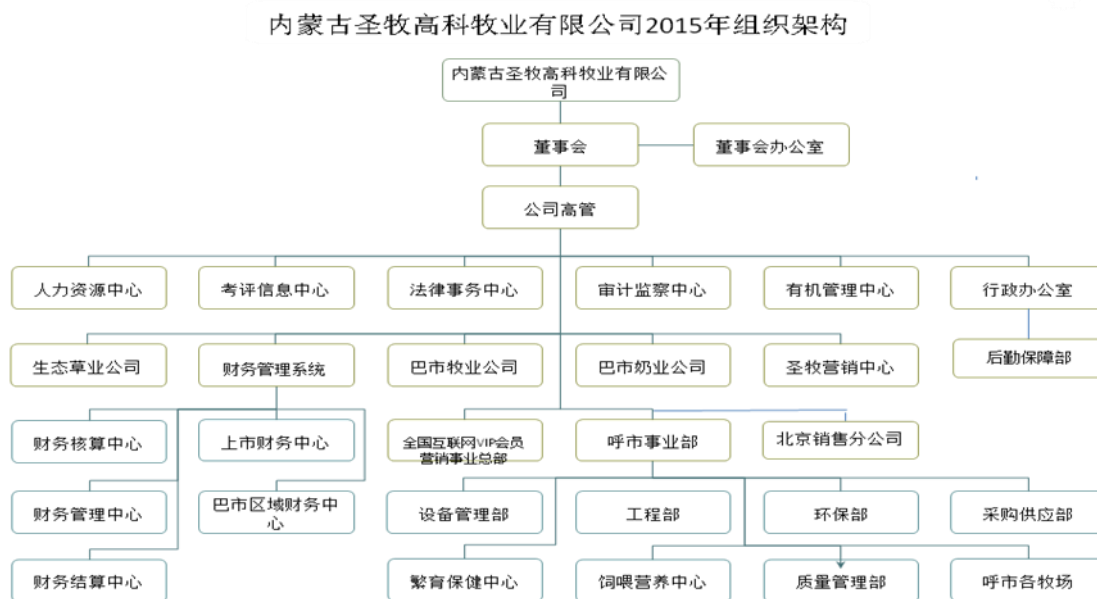 内蒙古圣牧高科牧业有限公司2015年组织架构
内蒙古圣牧高科牧业有限公
司
董事会
董事会办公室
公司高管
人力资源中心
考评信息中心
法律事务中心
审计监察中心
有机管理中心
行政办公室
生态草业公司
财务管理系统
巴市牧业公司
巴市奶业公司
圣牧营销中心
后勤保障部
财务核算中心
上市财务中心
全国互联网VIP会员
营销事业总部
呼市事业部
北京销售分公司
财务管理中心
巴市区域财务中
心
设备管理部
工程部
环保部
采购供应部
财务结算中心
繁育保健中心
饲喂营养中心
质量管理部
呼市各牧场